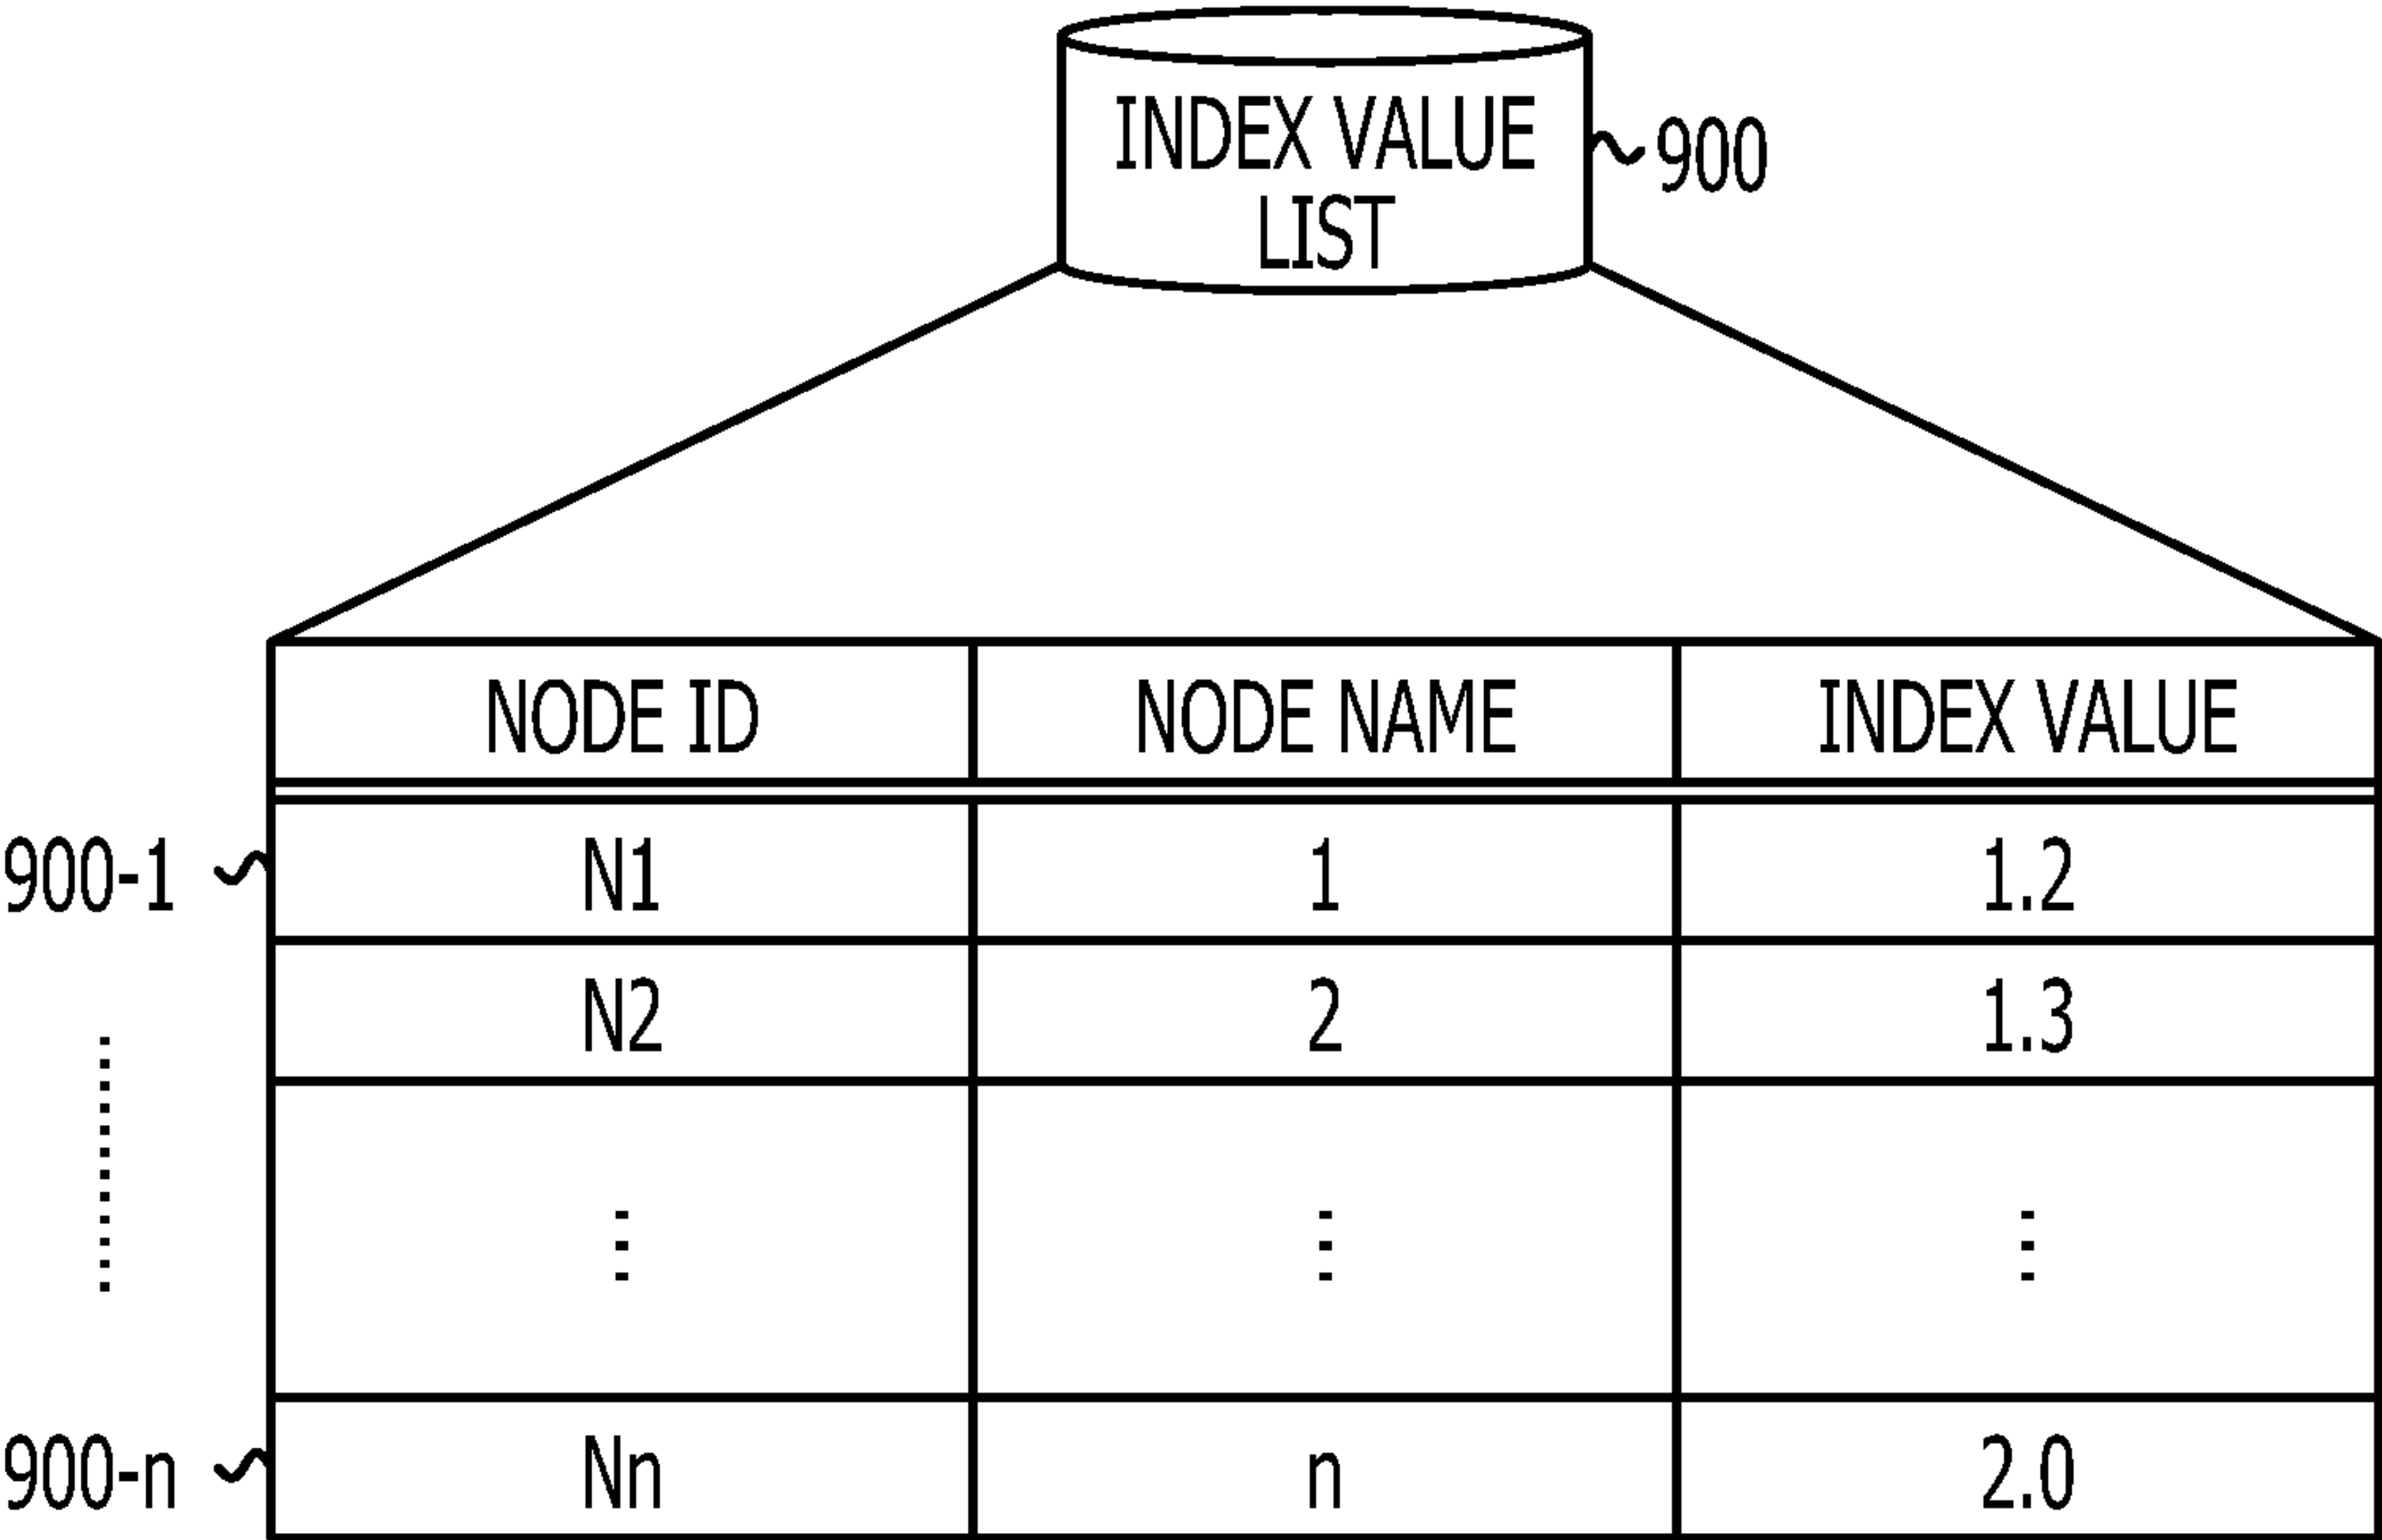 INDEX VALUE
LIST
900
NODE ID NODE NAME INDEX VALUE
900-1 N1 1 1.2
N2 2 1.3
900-n Nn n 2.0